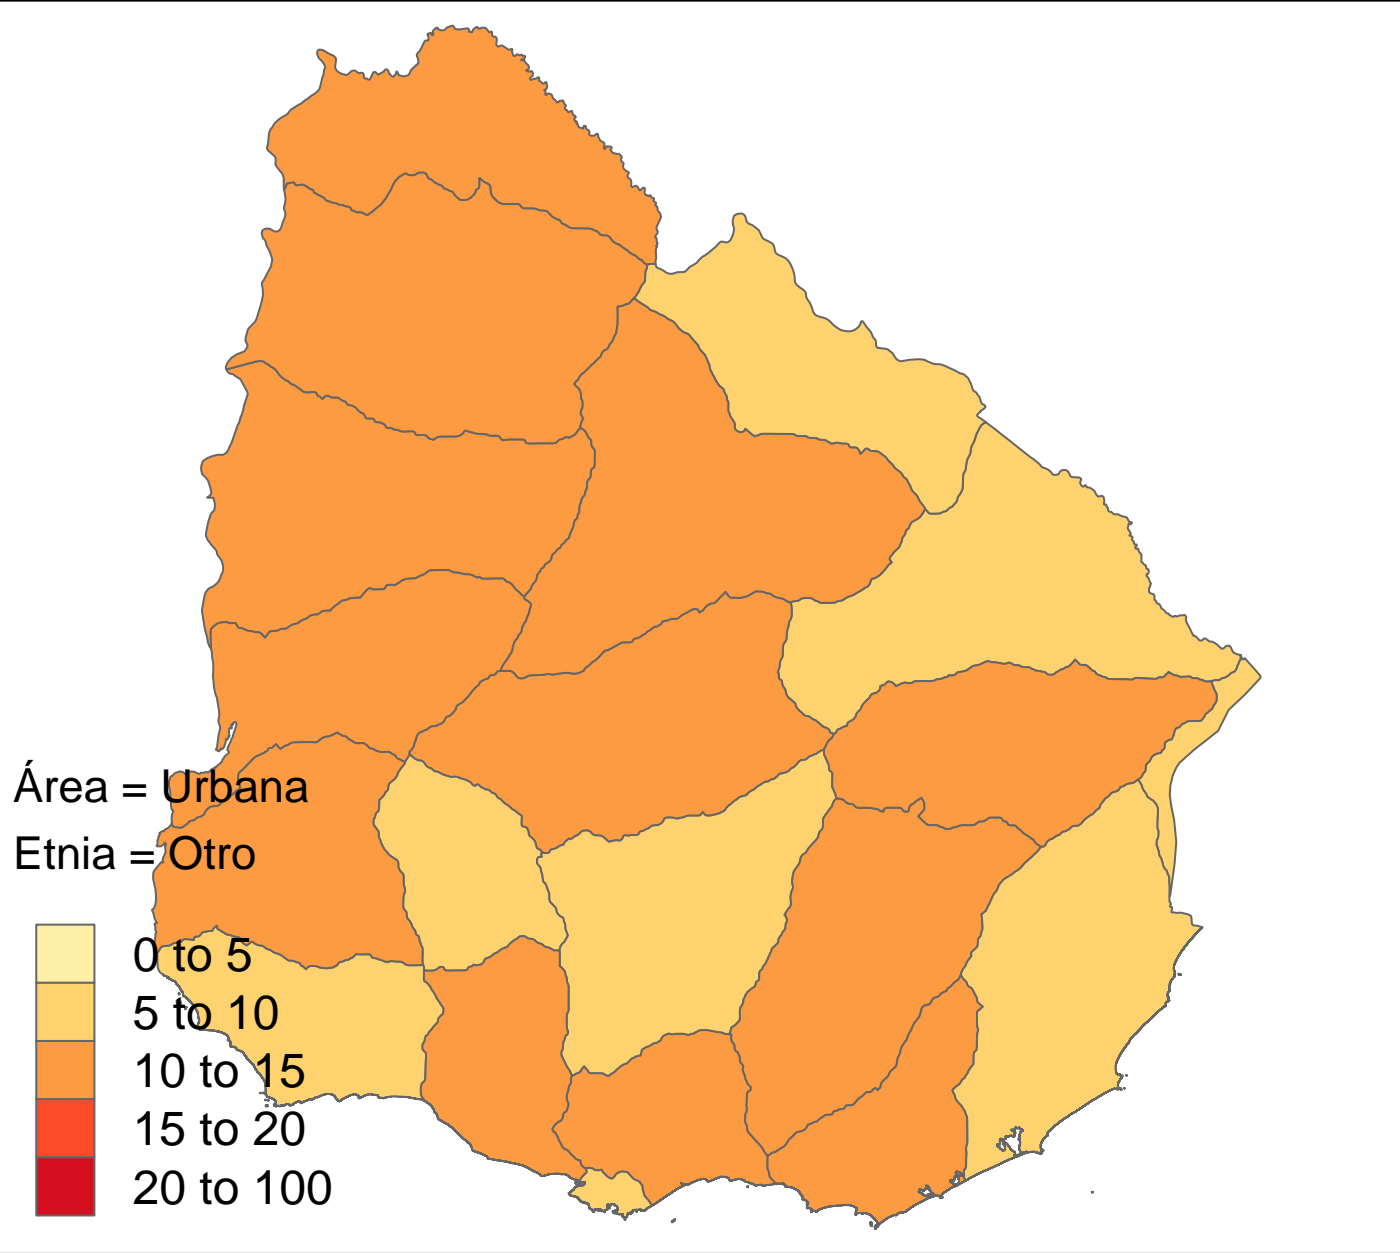 Área = Urbana
Etnia = Otro
0 to 5
5 to 10
10 to 15
15 to 20
20 to 100